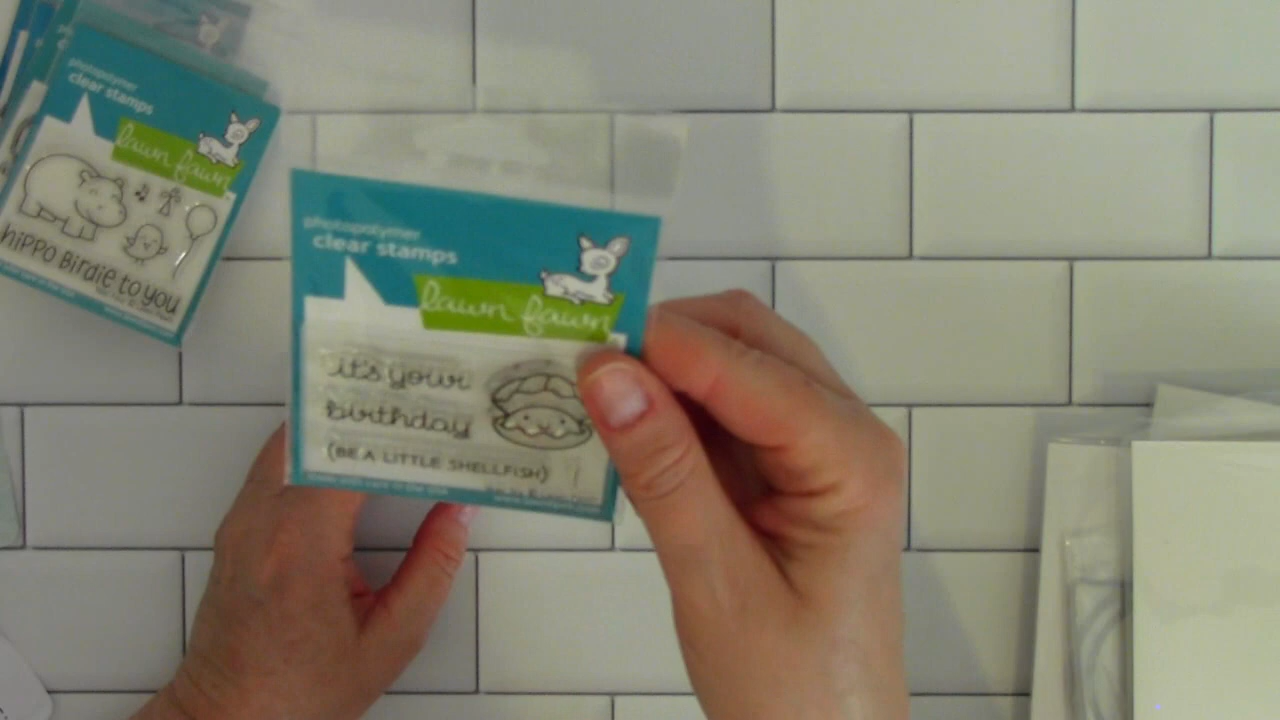 photopolymer
clear stamps
lawn fawn
hippo birdie to you
photopolymer
clear stamps
lawn fawn
it's your
birthday
(BE A LITTLE SHELLFISH)